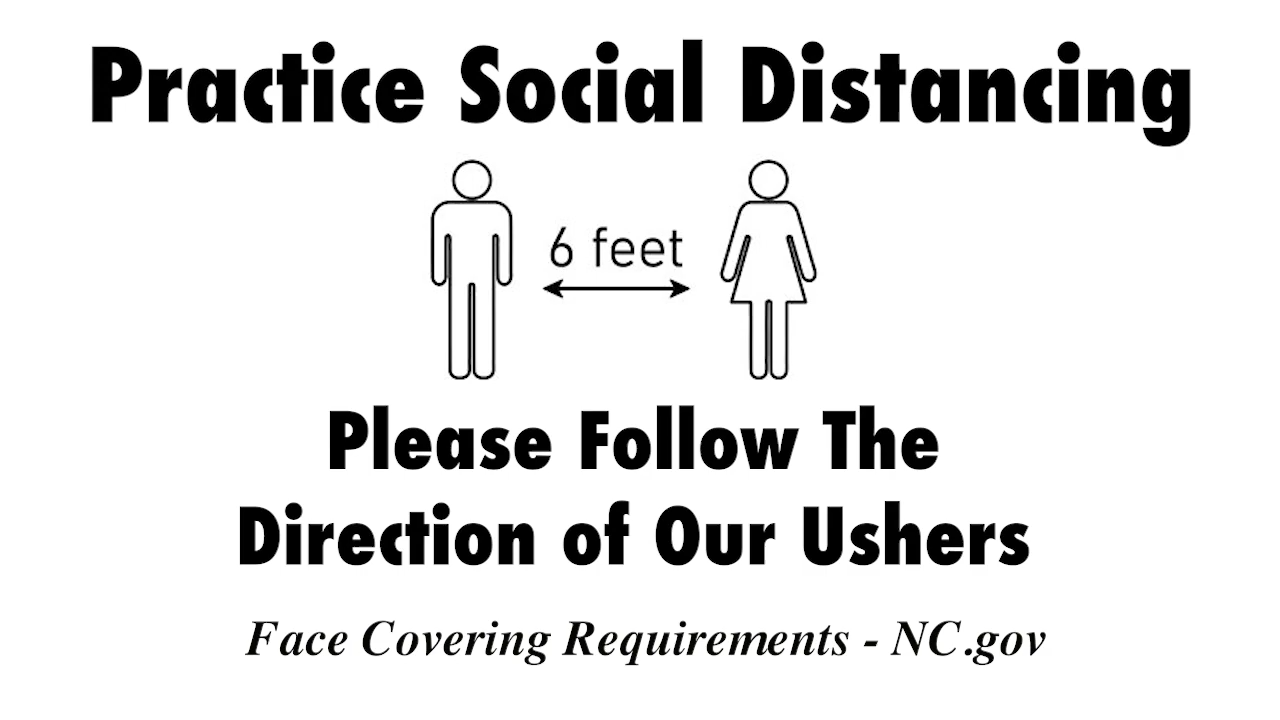 Practice Social Distancing
6 feet
Please Follow The
Direction of Our Ushers
Face Covering Requirements - NC.gov